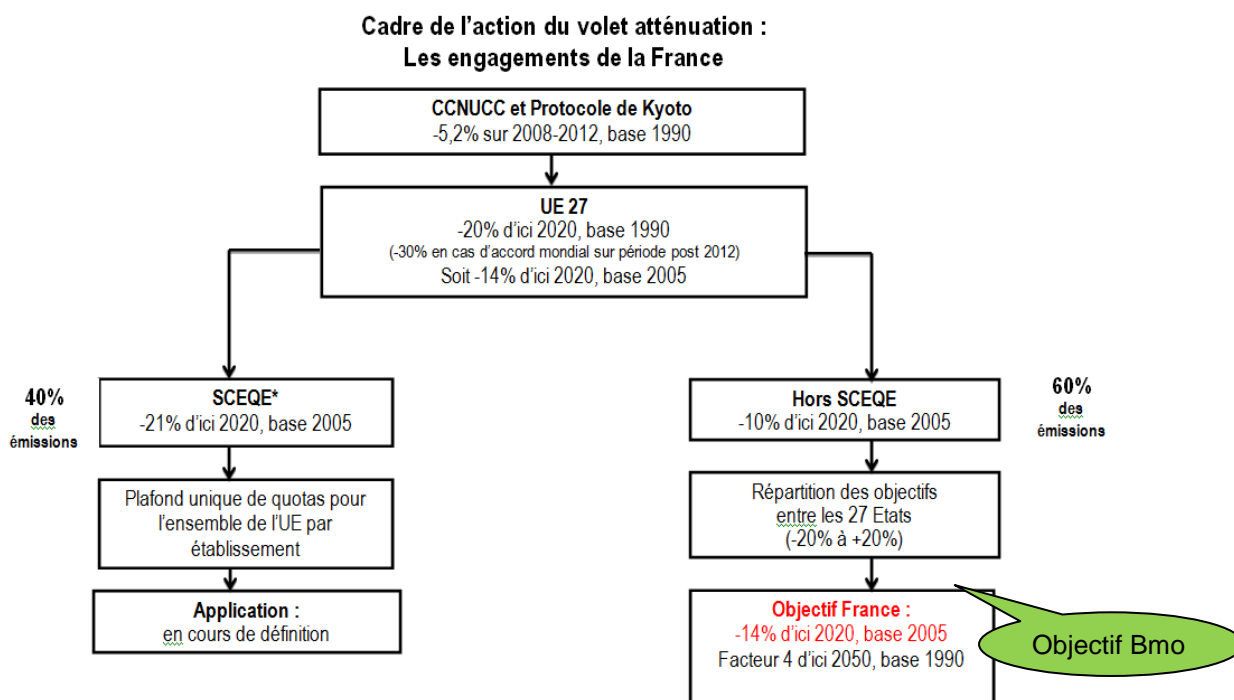 Cadre de l'action du volet atténuation :
Les engagements de la France
CCNUCC et Protocole de Kyoto
-5,2% sur 2008-2012, base 1990
UE 27
-20% d'ici 2020, base 1990
(-30% en cas d'accord mondial sur période post 2012)
Soit -14% d'ici 2020, base 2005
40%
des
émissions
SCEQE*
-21% d'ici 2020, base 2005
Hors SCEQE
-10% d'ici 2020, base 2005
60%
des
émissions
Plafond unique de quotas pour
l'ensemble de l'UE par
établissement
Répartition des objectifs
entre les 27 Etats
(-20% à +20%)
Application :
en cours de définition
Objectif France :
-14% d'ici 2020, base 2005
Facteur 4 d'ici 2050, base 1990
Objectif Bmo